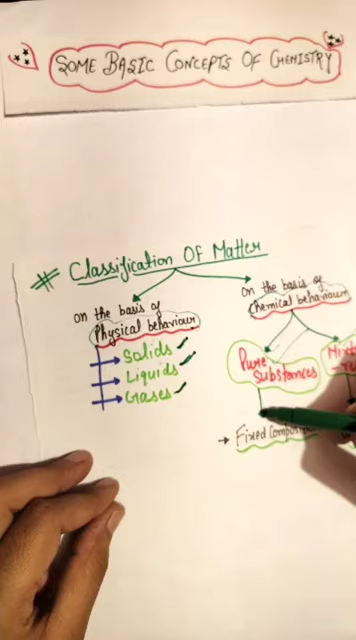 SOME BASIC CONCEPTS OF CHEMISTRY
# Classification Of Matter
on the basis of
Physical behaviour
Solids
Liquids
Gases
on the basis of
Chemical behaviour
Pure
Substances
→ Fixed